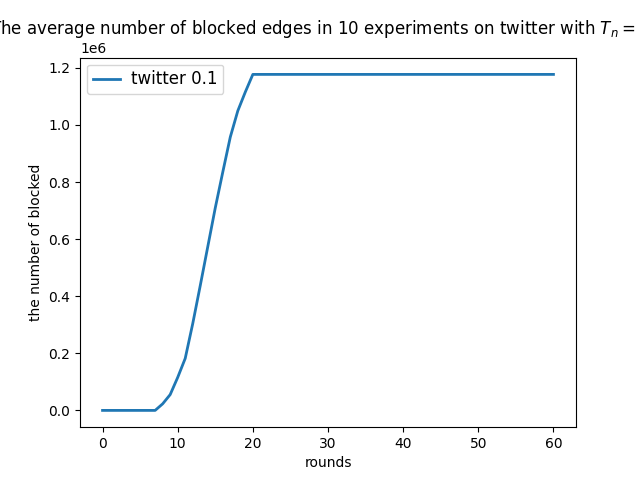 he average number of blocked edges in 10 experiments on twitter with Tₙ =
1e6
twitter 0.1
1.2
1.0
0.8
0.6
0.4
0.2
0.0
the number of blocked
0 10 20 30 40 50 60
rounds